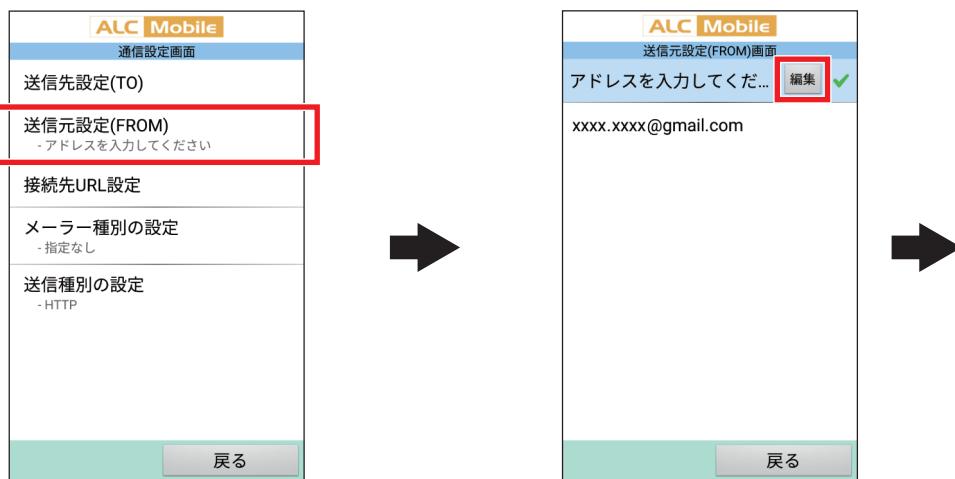 ALC Mobile
通信設定画面
送信先設定(TO)
送信元設定(FROM)
- アドレスを入力してください
接続先URL設定
メーラー種別の設定
- 指定なし
送信種別の設定
- HTTP
戻る
ALC Mobile
送信元設定(FROM)画面
アドレスを入力してくだ... 編集
xxxx.xxxx@gmail.com
戻る